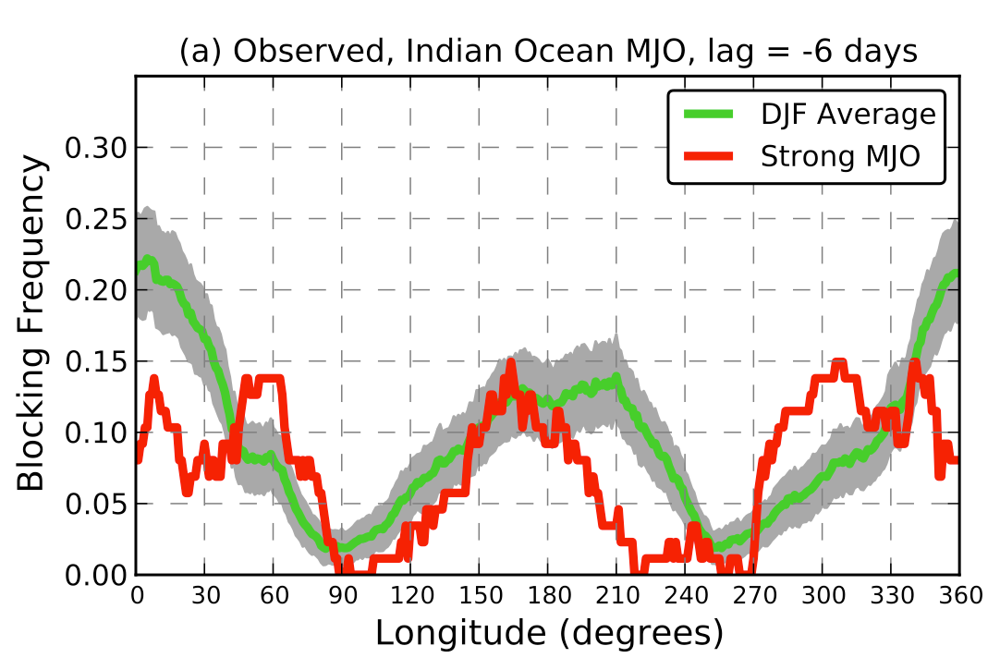 (a) Observed, Indian Ocean MJO, lag = -6 days
DJF Average
Strong MJO
Blocking Frequency
0.30
0.25
0.20
0.15
0.10
0.05
0.00
0 30 60 90 120 150 180 210 240 270 300 330 360
Longitude (degrees)